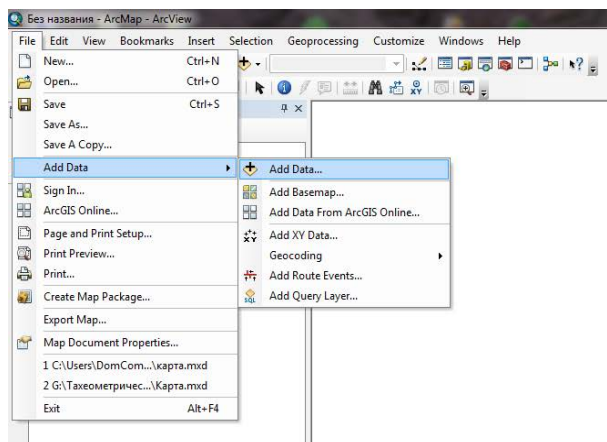 Без названия - ArcMap - ArcView
File Edit View Bookmarks Insert Selection Geoprocessing Customize Windows Help
New... Ctrl+N
Open... Ctrl+O
Save Ctrl+S
Save As...
Save A Copy...
Add Data
Add Data...
Sign In...
Add Basemap...
ArcGIS Online...
Add Data From ArcGIS Online...
Page and Print Setup...
Add XY Data...
Print Preview...
Geocoding
Print...
Add Route Events...
Create Map Package...
SQL Add Query Layer...
Export Map...
Map Document Properties...
1 C:\Users\DomCom...\карта.mxd
2 G:\Тахеометричес...\Карта.mxd
Exit Alt+F4